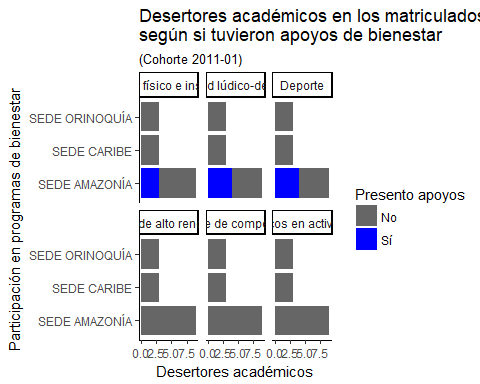 Desertores académicos en los matriculados
según si tuvieron apoyos de bienestar
(Cohorte 2011-01)
físico e ins
d lúdico-de
Deporte
SEDE ORINOQUÍA
SEDE CARIBE
SEDE AMAZONÍA
de alto ren
e de compe
cos en activ
SEDE ORINOQUÍA
SEDE CARIBE
SEDE AMAZONÍA
0.02.55.07.5 0.02.55.07.5 0.02.55.07.5
Desertores académicos
Participación en programas de bienestar
Presento apoyos
No
Sí